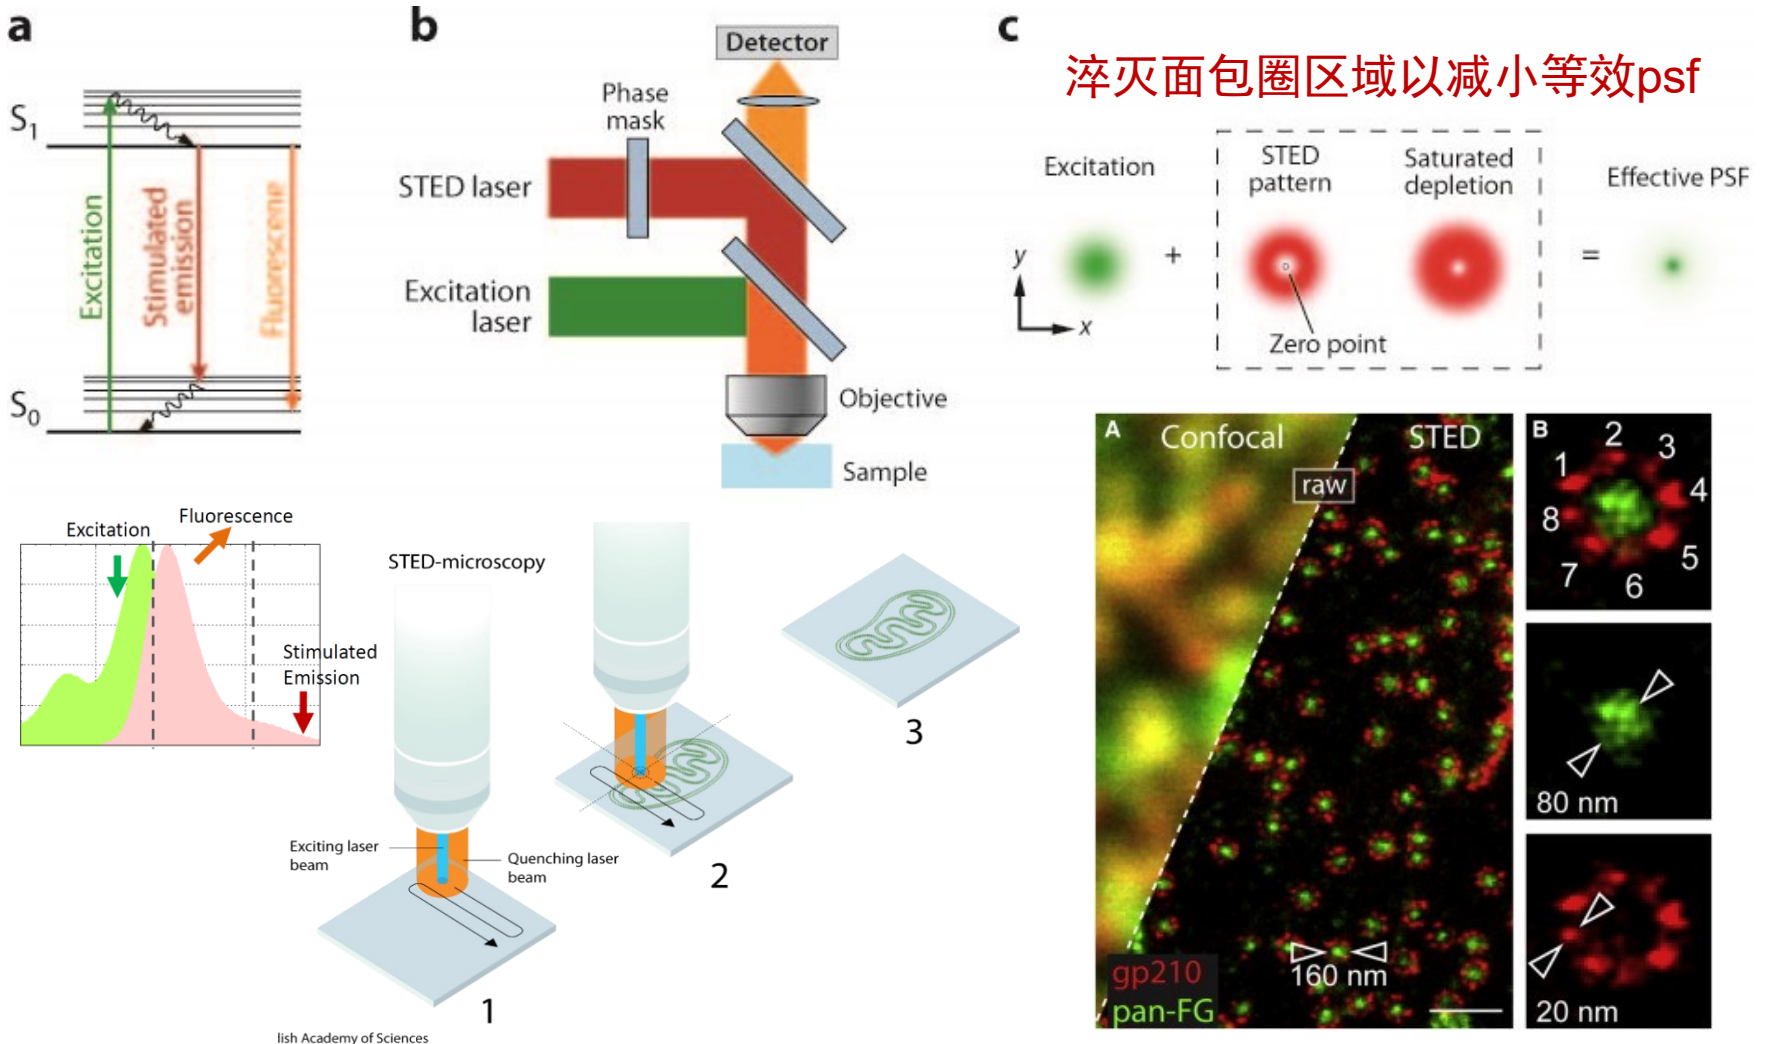 a
S1
S0
Excitation
Stimulated
emission
Fluorescene
b
Detector
Phase
mask
STED laser
Excitation
laser
Objective
Sample
c
淬灭面包圈区域以减小等效psf
Excitation
+
STED
pattern
Saturated
depletion
=
Effective PSF
y
x
Zero point
Excitation
Fluorescence
Stimulated
Emission
STED-microscopy
Exciting laser
beam
Quenching laser
beam
1
2
3
lish Academy of Sciences
A
Confocal
STED
raw
160 nm
gp210
pan-FG
B
1
2
3
4
5
6
7
8
80 nm
20 nm